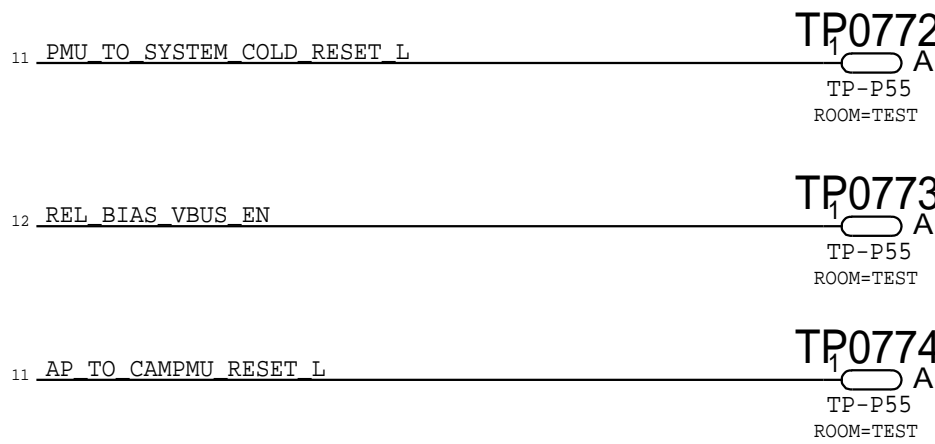 TP0772
11 PMU_TO_SYSTEM_COLD_RESET_L 1 A
TP-P55
ROOM=TEST
TP0773
12 REL_BIAS_VBUS_EN 1 A
TP-P55
ROOM=TEST
TP0774
11 AP_TO_CAMPMU_RESET_L 1 A
TP-P55
ROOM=TEST